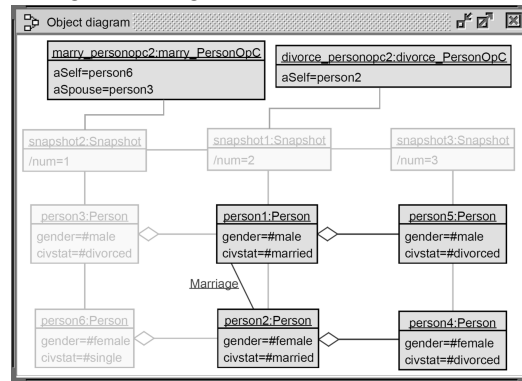 Object diagram
marry_personopc2:marry_PersonOpC
aSelf=person6
aSpouse=person3
divorce_personopc2:divorce_PersonOpC
aSelf=person2
snapshot2:Snapshot
/num=1
snapshot1:Snapshot
/num=2
snapshot3:Snapshot
/num=3
person3:Person
gender=#male
civstat=#divorced
person1:Person
gender=#male
civstat=#married
person5:Person
gender=#male
civstat=#divorced
Marriage
person6:Person
gender=#female
civstat=#single
person2:Person
gender=#female
civstat=#married
person4:Person
gender=#female
civstat=#divorced